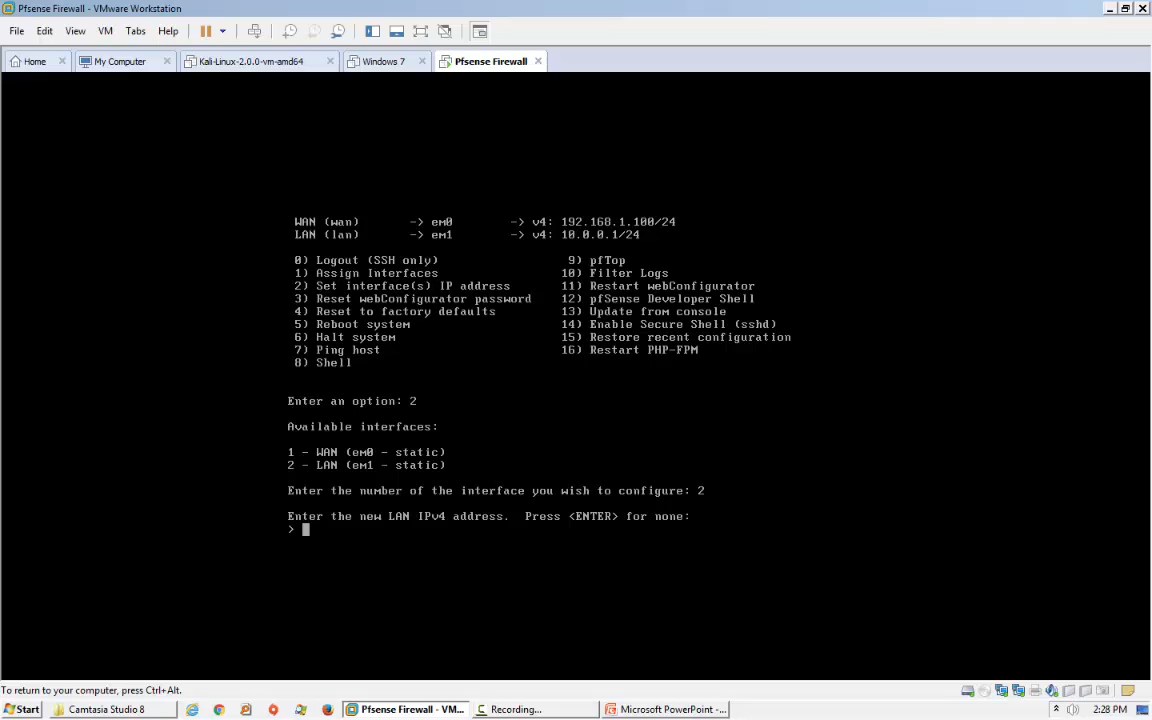 Pfsense Firewall - VMware Workstation
File Edit View VM Tabs Help
Home My Computer Kali-Linux-2.0.0-vm-amd64 Windows 7 Pfsense Firewall
WAN (wan) -> em0 -> v4: 192.168.1.100/24
LAN (lan) -> em1 -> v4: 10.0.0.1/24
0) Logout (SSH only) 9) pfTop
1) Assign Interfaces 10) Filter Logs
2) Set interface(s) IP address 11) Restart webConfigurator
3) Reset webConfigurator password 12) pfSense Developer Shell
4) Reset to factory defaults 13) Update from console
5) Reboot system 14) Enable Secure Shell (sshd)
6) Halt system 15) Restore recent configuration
7) Ping host 16) Restart PHP-FPM
8) Shell
Enter an option: 2
Available interfaces:
1 - WAN (em0 - static)
2 - LAN (em1 - static)
Enter the number of the interface you wish to configure: 2
Enter the new LAN IPv4 address. Press <ENTER> for none:
>
To return to your computer, press Ctrl+Alt.
Start Camtasia Studio 8 Pfsense Firewall - VM... Recording... Microsoft PowerPoint -... 2:28 PM